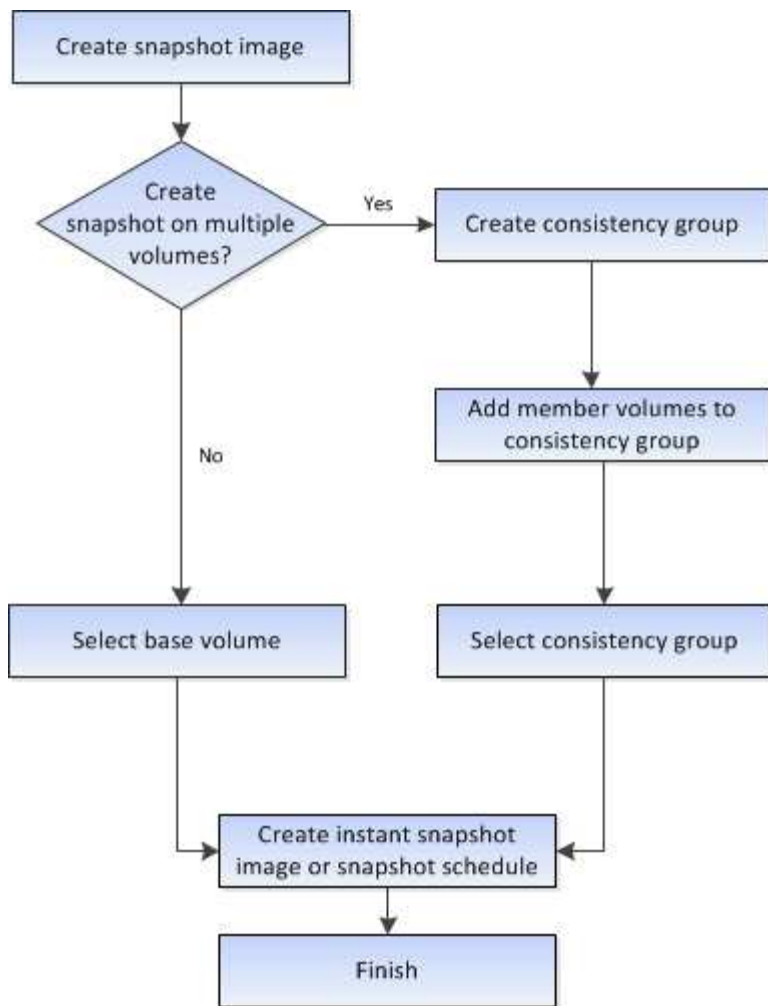 Create snapshot image
Create
snapshot on multiple
volumes?
Yes
Create consistency group
Add member volumes to
consistency group
No
Select base volume
Select consistency group
Create instant snapshot
image or snapshot schedule
Finish